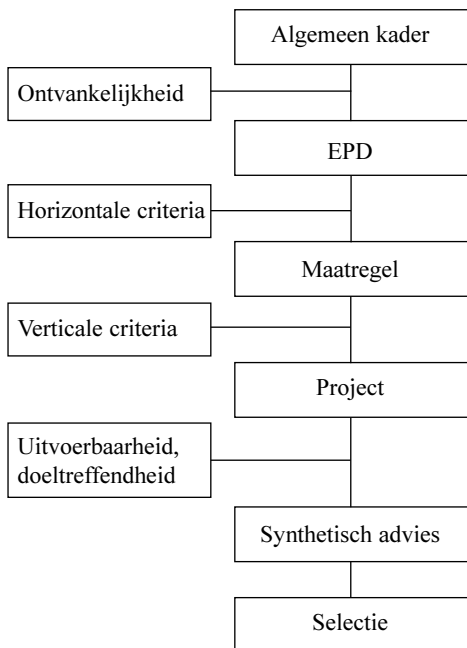 Algemeen kader
Ontvankelijkheid
EPD
Horizontale criteria
Maatregel
Verticale criteria
Project
Uitvoerbaarheid,
doeltreffendheid
Synthetisch advies
Selectie